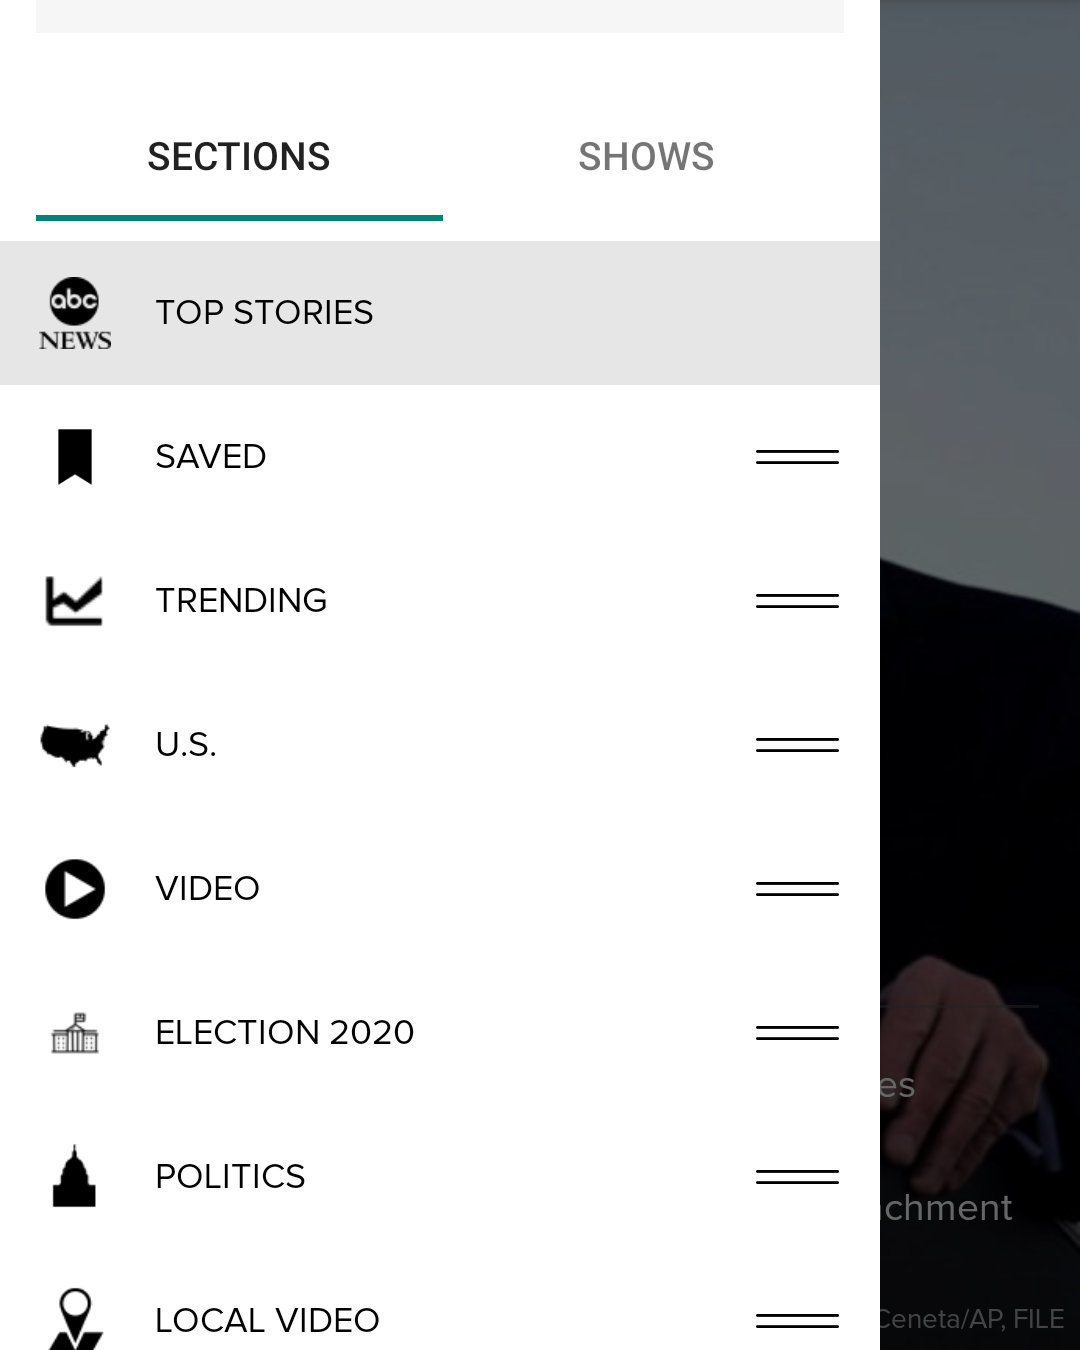 SECTIONS
SHOWS
abc
NEWS
TOP STORIES
SAVED
TRENDING
U.S.
VIDEO
ELECTION 2020
es
POLITICS
chment
LOCAL VIDEO
Ceneta/AP, FILE